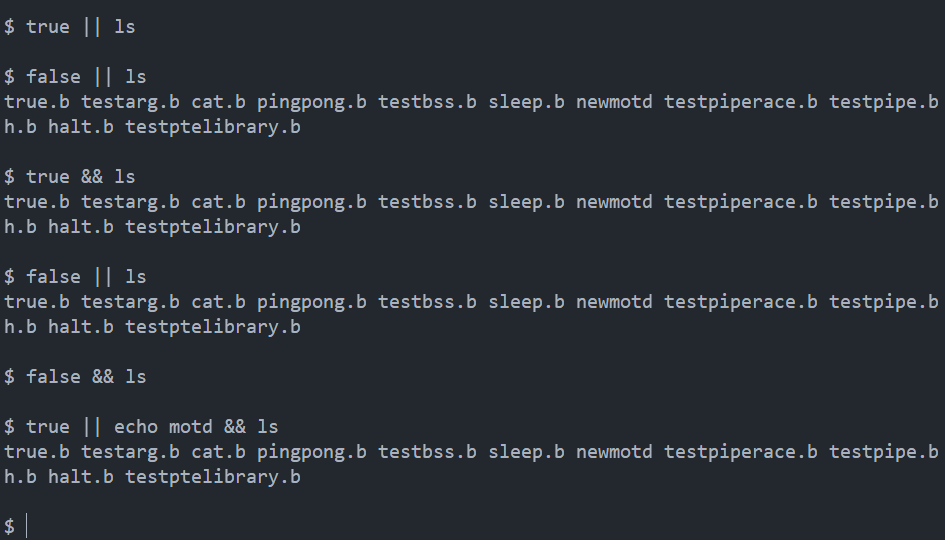 $ true || ls
$ false || ls
true.b testarg.b cat.b pingpong.b testbss.b sleep.b newmotd testpiperace.b testpipe.b
h.b halt.b testptelibrary.b
$ true && ls
true.b testarg.b cat.b pingpong.b testbss.b sleep.b newmotd testpiperace.b testpipe.b
h.b halt.b testptelibrary.b
$ false || ls
true.b testarg.b cat.b pingpong.b testbss.b sleep.b newmotd testpiperace.b testpipe.b
h.b halt.b testptelibrary.b
$ false && ls
$ true || echo motd && ls
true.b testarg.b cat.b pingpong.b testbss.b sleep.b newmotd testpiperace.b testpipe.b
h.b halt.b testptelibrary.b
$